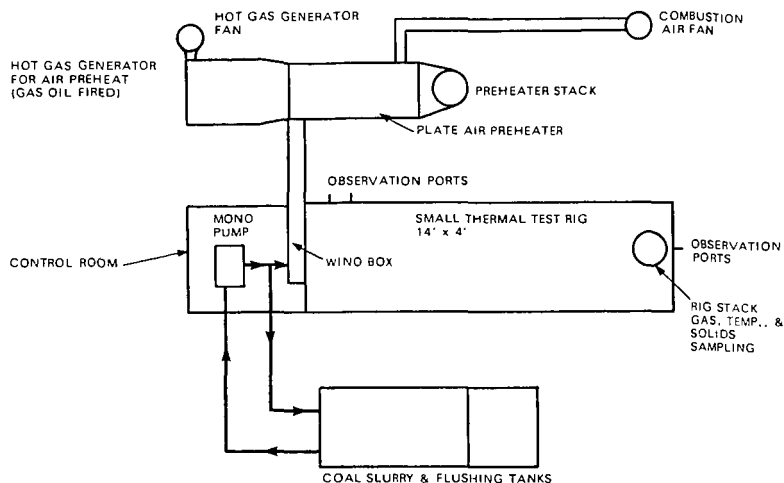 HOT GAS GENERATOR
FAN
COMBUSTION
AIR FAN
HOT GAS GENERATOR
FOR AIR PREHEAT
(GAS OIL FIRED)
PREHEATER STACK
PLATE AIR PREHEATER
OBSERVATION PORTS
MONO
PUMP
SMALL THERMAL TEST RIG
14' x 4'
CONTROL ROOM
WINO BOX
OBSERVATION
PORTS
RIG STACK
GAS, TEMP., &
SOLIDS
SAMPLING
COAL SLURRY & FLUSHING TANKS